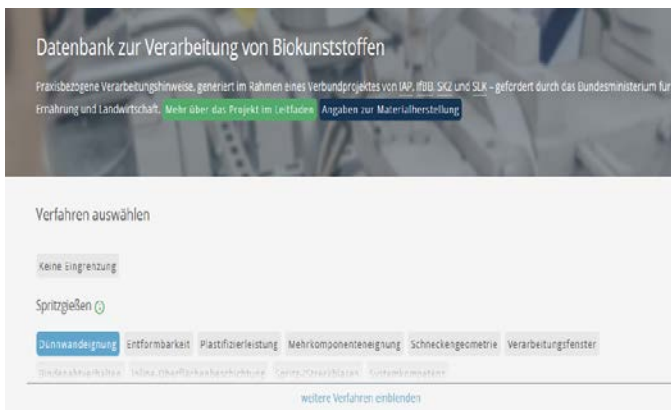 Datenbank zur Verarbeitung von Biokunststoffen
Praxisbezogene Verarbeitungshinweise, generiert im Rahmen eines Verbundprojektes von IAP, IfBB, SKZ und SLK – gefördert durch das Bundesministerium für
Ernährung und Landwirtschaft. Mehr über das Projekt im Leitfaden Angaben zur Materialherstellung
Verfahren auswählen
Keine Eingrenzung
Spritzgießen
Dünnwandeignung Entformbarkeit Plastifizierleistung Mehrkomponenteneignung Schneckengeometrie Verarbeitungsfenster
weitere Verfahren einblenden